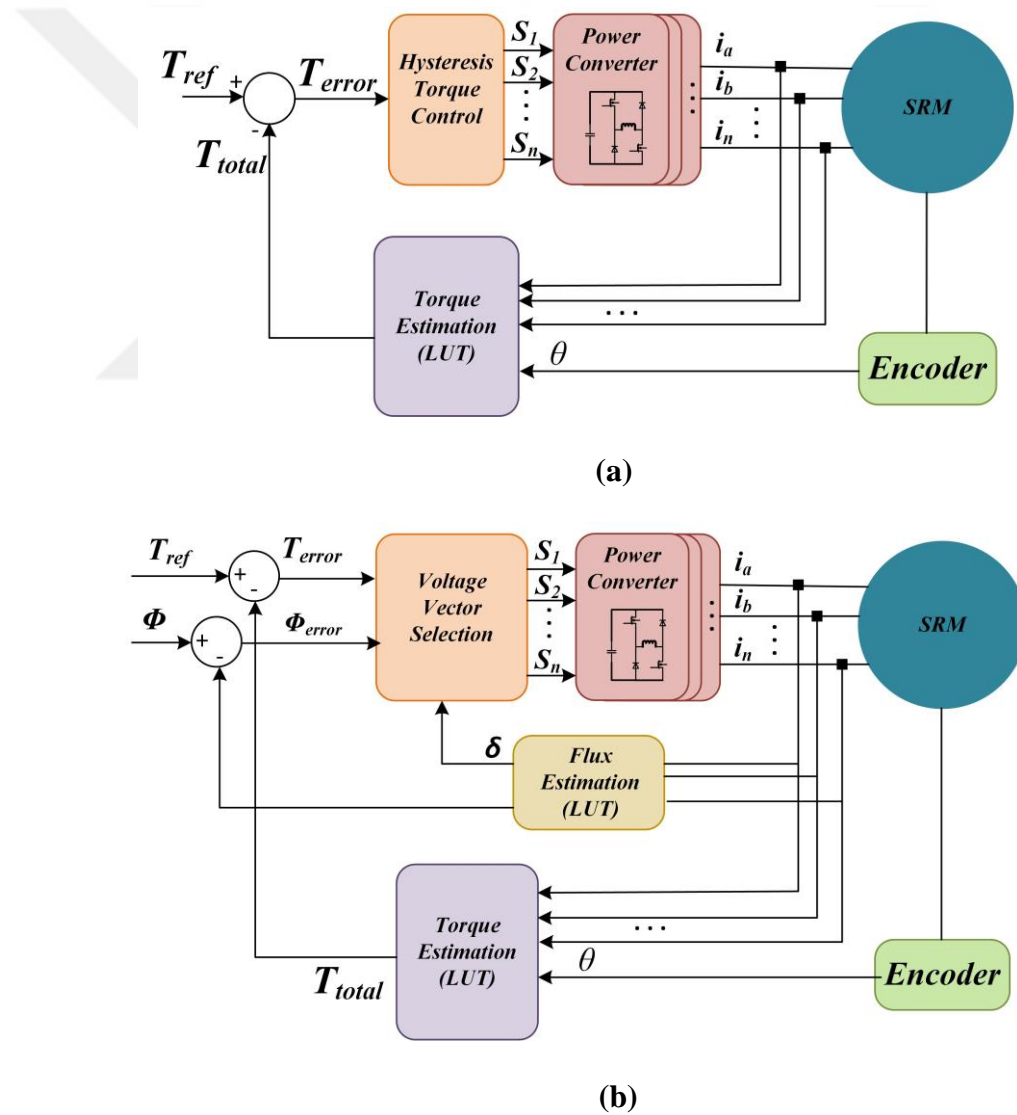 T_ref
+
-
T_error
T_total
Hysteresis
Torque
Control
S_1
S_2
S_n
Power
Converter
i_a
i_b
i_n
SRM
Torque
Estimation
(LUT)
...
θ
Encoder
(a)
T_ref
+
-
T_error
Φ
+
-
Φ_error
Voltage
Vector
Selection
S_1
S_2
S_n
Power
Converter
i_a
i_b
i_n
SRM
δ
Flux
Estimation
(LUT)
Torque
Estimation
(LUT)
...
θ
T_total
Encoder
(b)